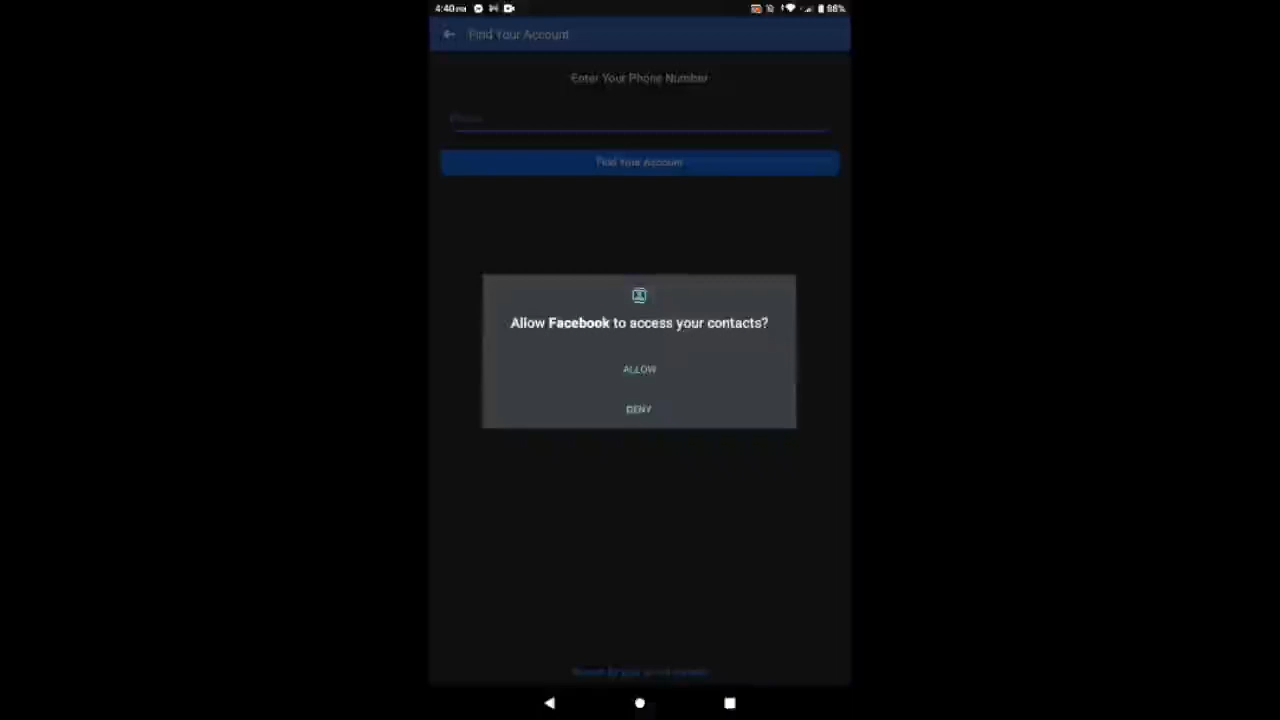 4:40 PM
98%
Find Your Account
Enter Your Phone Number
Phone
Find Your Account
Allow Facebook to access your contacts?
ALLOW
DENY